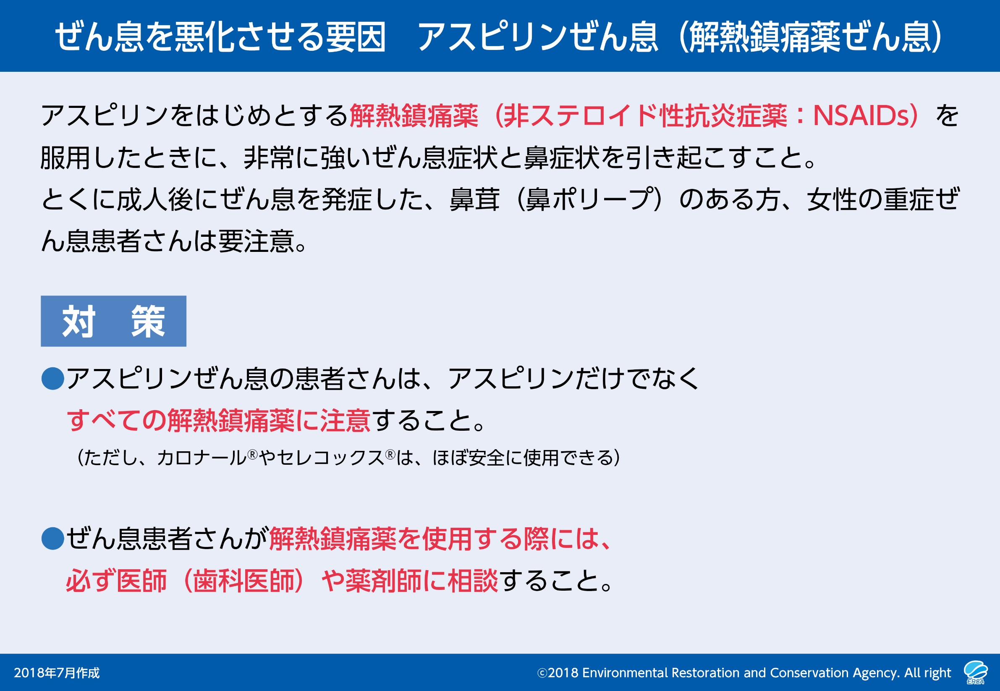 ぜん息を悪化させる要因　アスピリンぜん息（解熱鎮痛薬ぜん息）
アスピリンをはじめとする解熱鎮痛薬（非ステロイド性抗炎症薬：NSAIDs）を
服用したときに、非常に強いぜん息症状と鼻症状を引き起こすこと。
とくに成人後にぜん息を発症した、鼻茸（鼻ポリープ）のある方、女性の重症ぜ
ん息患者さんは要注意。
対　策
●アスピリンぜん息の患者さんは、アスピリンだけでなく
すべての解熱鎮痛薬に注意すること。
（ただし、カロナール®やセレコックス®は、ほぼ安全に使用できる）
●ぜん息患者さんが解熱鎮痛薬を使用する際には、
必ず医師（歯科医師）や薬剤師に相談すること。
2018年7月作成
©2018 Environmental Restoration and Conservation Agency. All right
ERCA